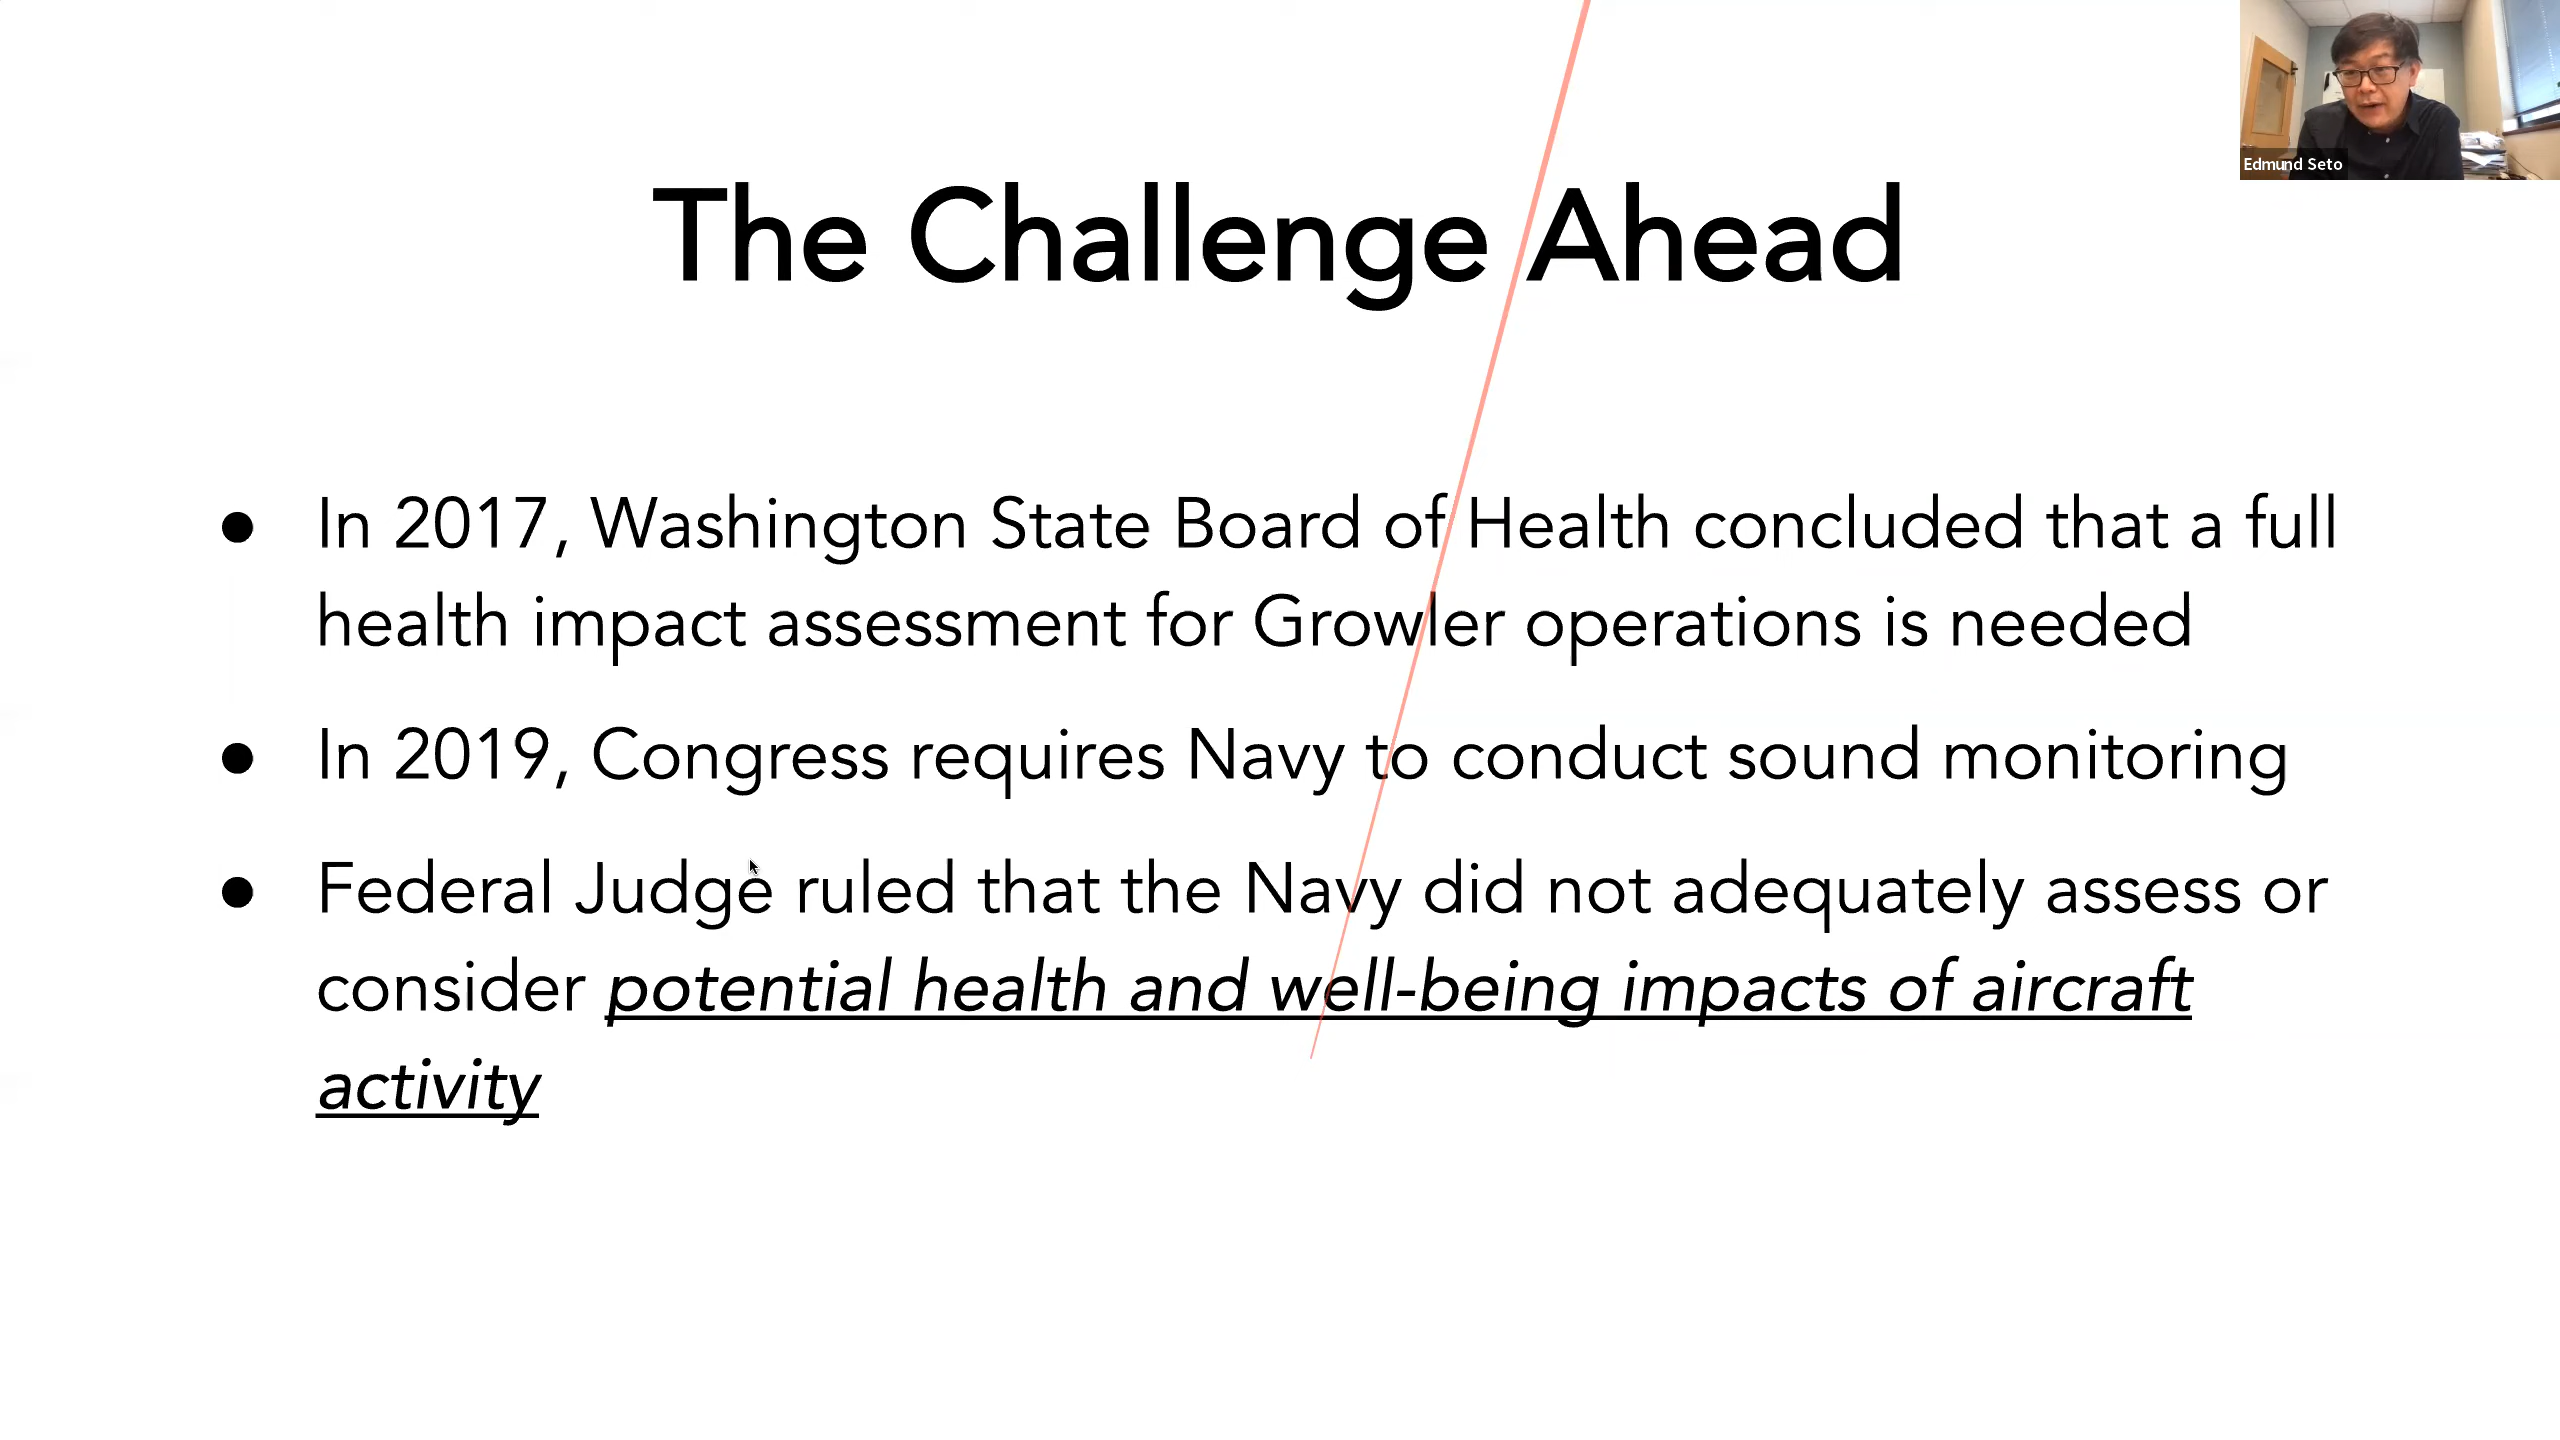 Edmund Seto
The Challenge Ahead
● In 2017, Washington State Board of Health concluded that a full
health impact assessment for Growler operations is needed
● In 2019, Congress requires Navy to conduct sound monitoring
● Federal Judge ruled that the Navy did not adequately assess or
consider potential health and well-being impacts of aircraft
activity